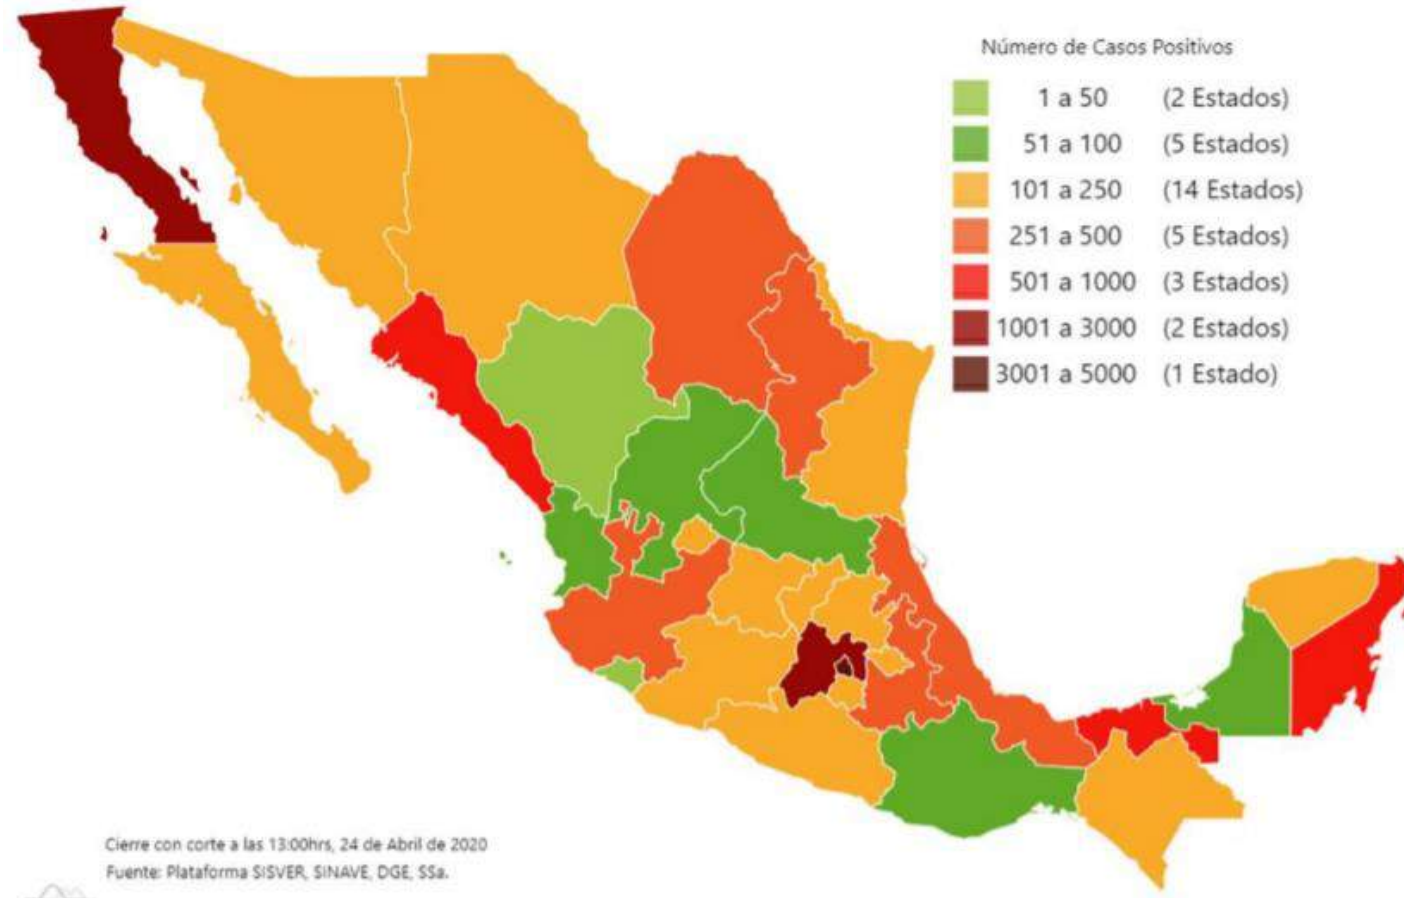 Número de Casos Positivos
1 a 50 (2 Estados)
51 a 100 (5 Estados)
101 a 250 (14 Estados)
251 a 500 (5 Estados)
501 a 1000 (3 Estados)
1001 a 3000 (2 Estados)
3001 a 5000 (1 Estado)
Cierre con corte a las 13:00hrs, 24 de Abril de 2020
Fuente: Plataforma SISVER, SINAVE, DGE, SSa.